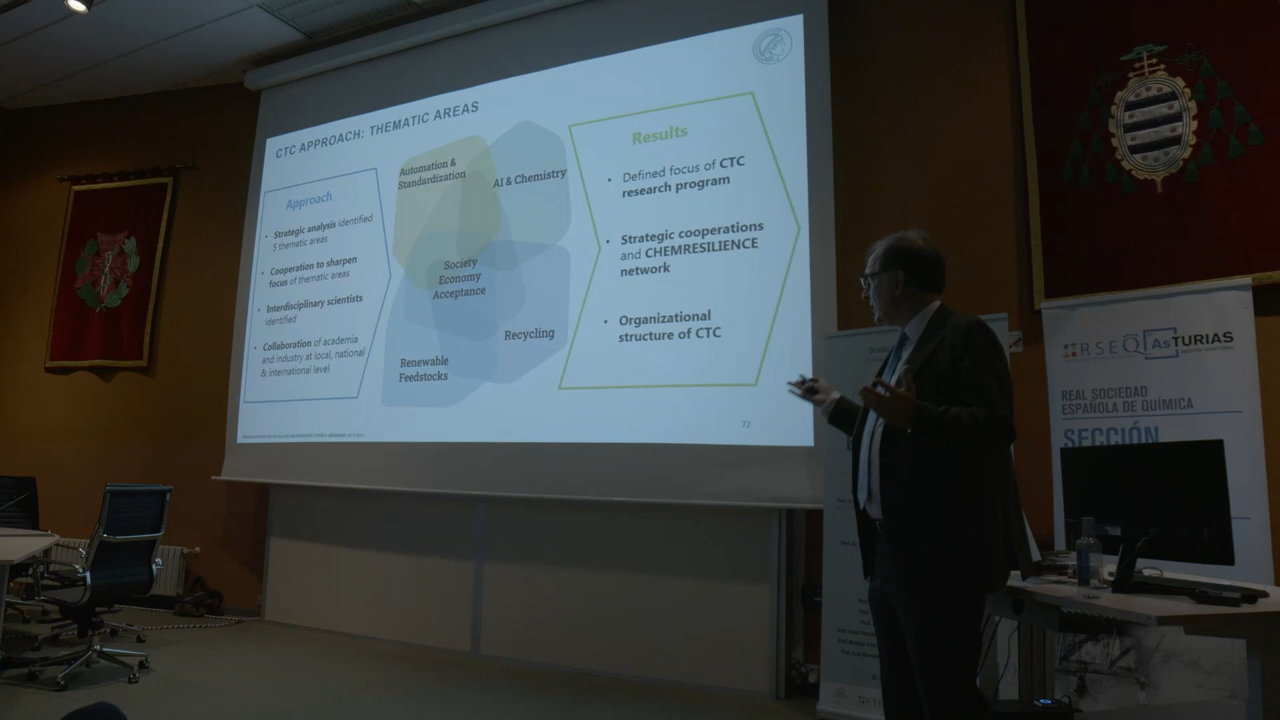 CTC APPROACH: THEMATIC AREAS
Approach
• Strategic analysis identified
5 thematic areas
• Cooperation to sharpen
focus of thematic areas
• Interdisciplinary scientists
identified
• Collaboration of academia
and industry at local, national
& international level
Automation &
Standardization
AI & Chemistry
Society
Economy
Acceptance
Recycling
Renewable
Feedstocks
Results
• Defined focus of CTC
research program
• Strategic cooperations
and CHEMRESILIENCE
network
• Organizational
structure of CTC
72
RSEQ AsTURIAS
REAL SOCIEDAD
ESPAÑOLA DE QUÍMICA
SECCIÓN